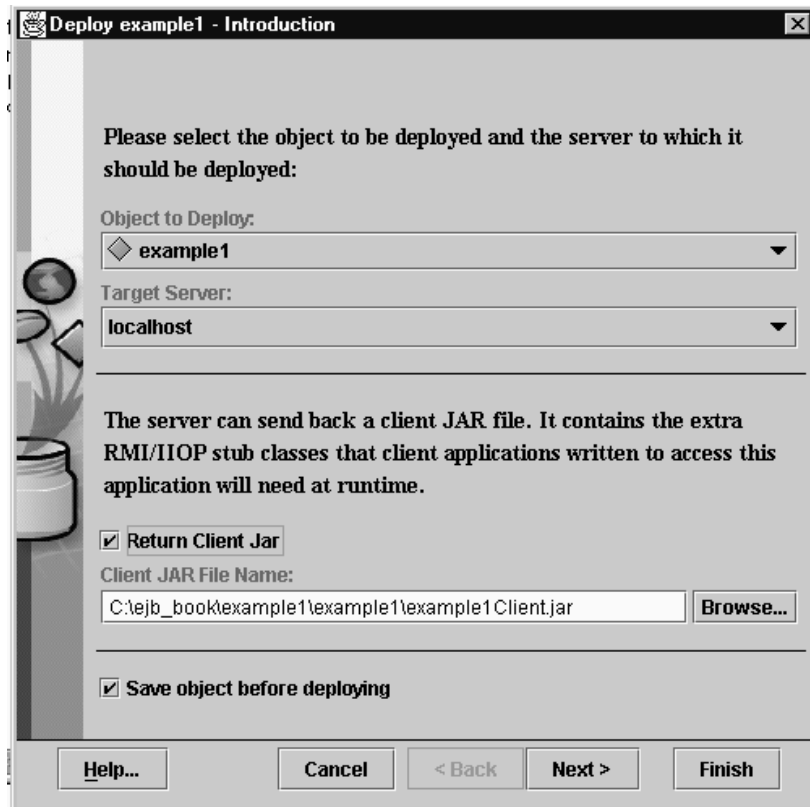 Deploy example1 - Introduction
Please select the object to be deployed and the server to which it
should be deployed:
Object to Deploy:
example1
Target Server:
localhost
The server can send back a client JAR file. It contains the extra
RMI/IIOP stub classes that client applications written to access this
application will need at runtime.
Return Client Jar
Client JAR File Name:
C:\ejb_book\example1\example1\example1Client.jar
Browse...
Save object before deploying
Help...
Cancel
< Back
Next >
Finish